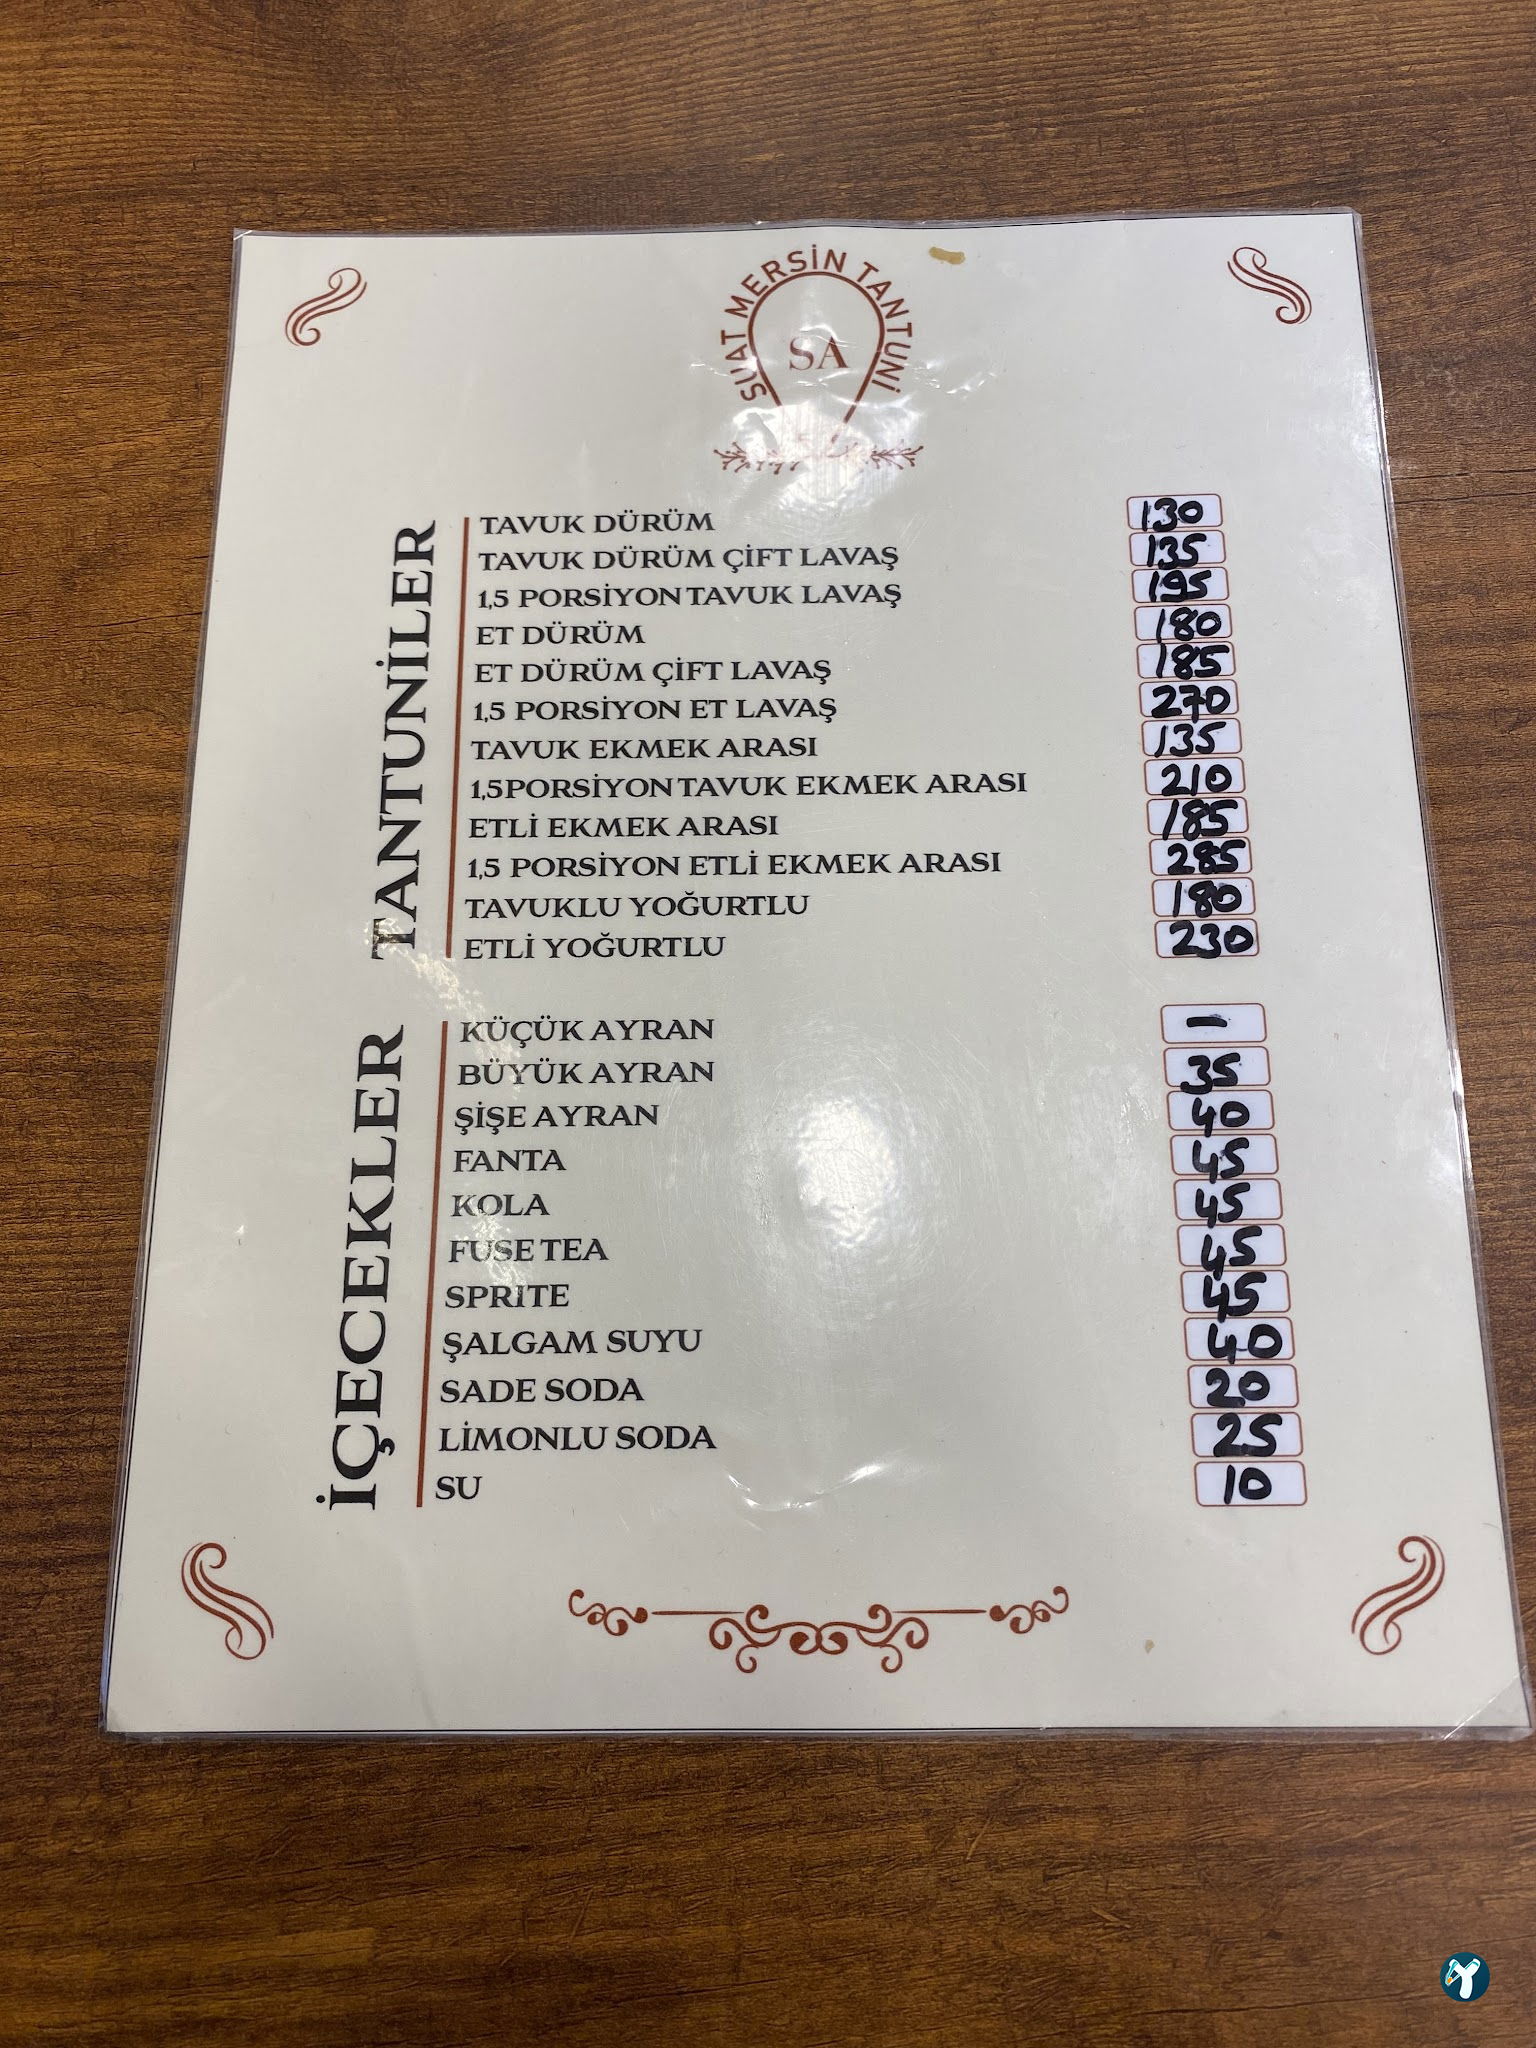 SUAT MERSİN TANTUNİ
SA
TANTUNİLER
TAVUK DÜRÜM 130
TAVUK DÜRÜM ÇİFT LAVAŞ 135
1,5 PORSİYON TAVUK LAVAŞ 195
ET DÜRÜM 180
ET DÜRÜM ÇİFT LAVAŞ 185
1,5 PORSİYON ET LAVAŞ 270
TAVUK EKMEK ARASI 135
1,5PORSİYON TAVUK EKMEK ARASI 210
ETLİ EKMEK ARASI 185
1,5 PORSİYON ETLİ EKMEK ARASI 285
TAVUKLU YOĞURTLU 180
ETLİ YOĞURTLU 230
İÇECEKLER
KÜÇÜK AYRAN –
BÜYÜK AYRAN 35
ŞİŞE AYRAN 40
FANTA 45
KOLA 45
FUSE TEA 45
SPRITE 45
ŞALGAM SUYU 40
SADE SODA 20
LİMONLU SODA 25
SU 10